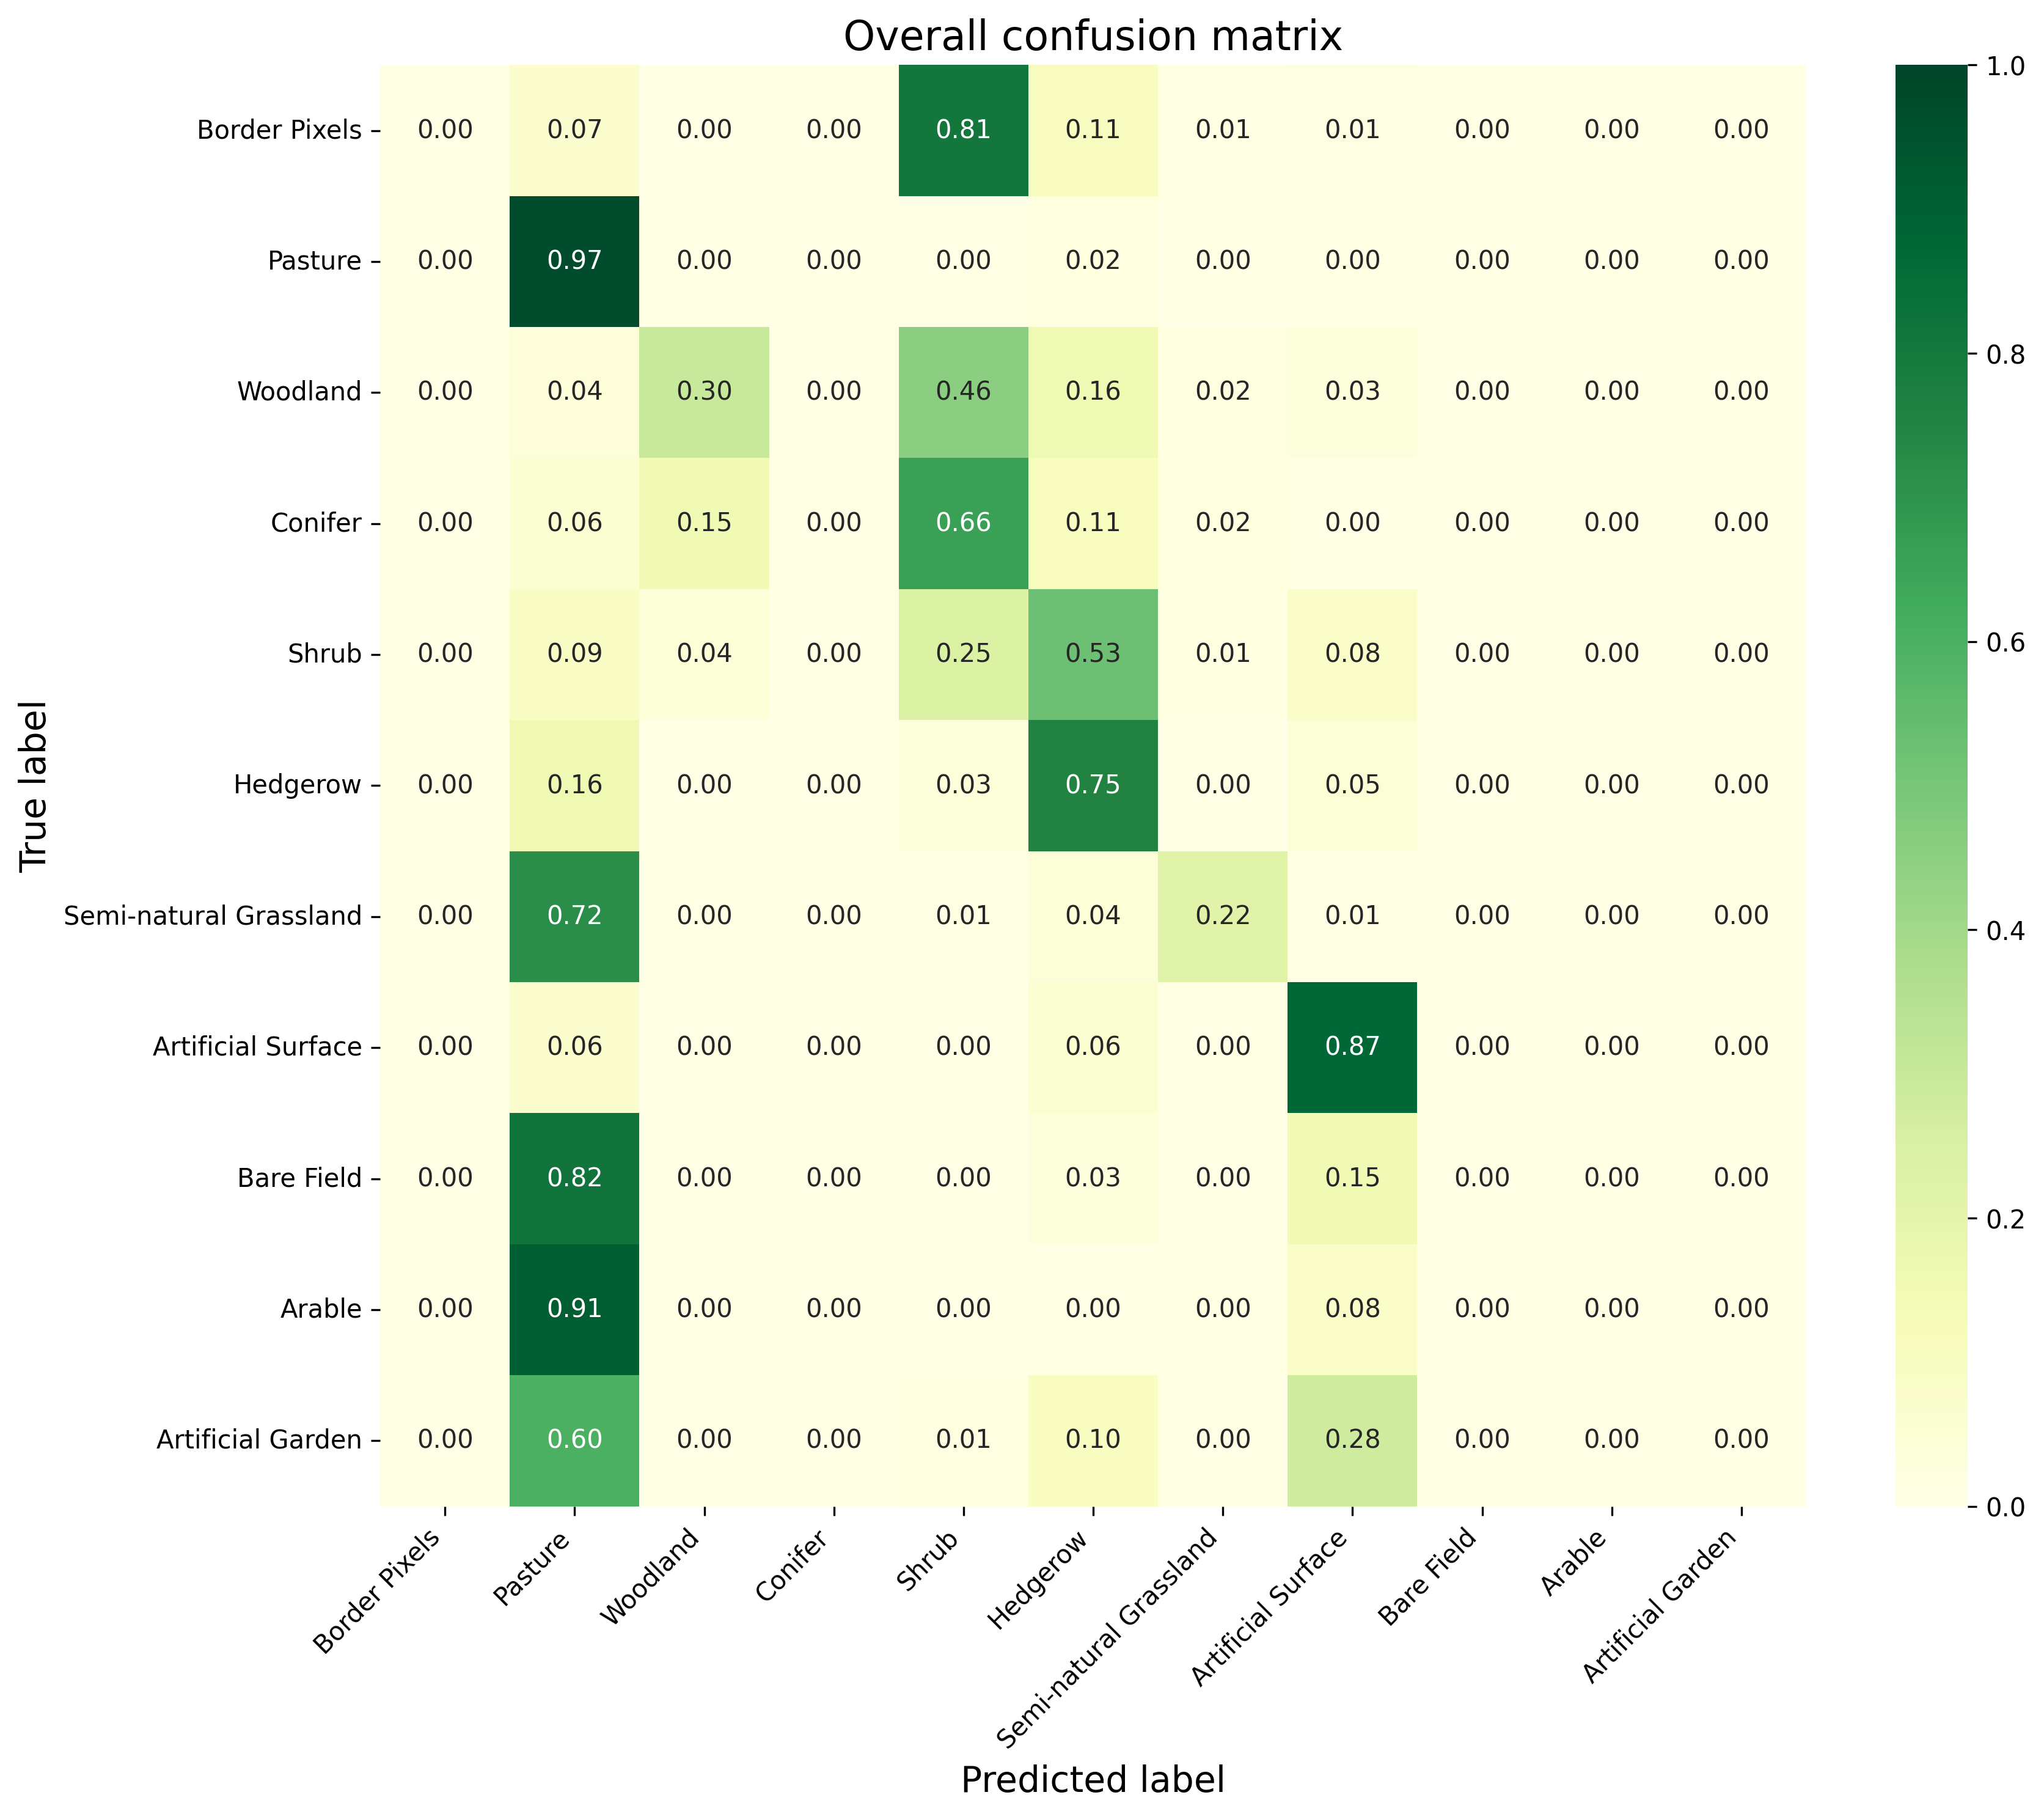 Overall confusion matrix
Border Pixels 0.00 0.07 0.00 0.00 0.81 0.11 0.01 0.01 0.00 0.00 0.00
Pasture 0.00 0.97 0.00 0.00 0.00 0.02 0.00 0.00 0.00 0.00 0.00
Woodland 0.00 0.04 0.30 0.00 0.46 0.16 0.02 0.03 0.00 0.00 0.00
Conifer 0.00 0.06 0.15 0.00 0.66 0.11 0.02 0.00 0.00 0.00 0.00
Shrub 0.00 0.09 0.04 0.00 0.25 0.53 0.01 0.08 0.00 0.00 0.00
Hedgerow 0.00 0.16 0.00 0.00 0.03 0.75 0.00 0.05 0.00 0.00 0.00
Semi-natural Grassland 0.00 0.72 0.00 0.00 0.01 0.04 0.22 0.01 0.00 0.00 0.00
Artificial Surface 0.00 0.06 0.00 0.00 0.00 0.06 0.00 0.87 0.00 0.00 0.00
Bare Field 0.00 0.82 0.00 0.00 0.00 0.03 0.00 0.15 0.00 0.00 0.00
Arable 0.00 0.91 0.00 0.00 0.00 0.00 0.00 0.08 0.00 0.00 0.00
Artificial Garden 0.00 0.60 0.00 0.00 0.01 0.10 0.00 0.28 0.00 0.00 0.00
True label
Border Pixels
Pasture
Woodland
Conifer
Shrub
Hedgerow
Semi-natural Grassland
Artificial Surface
Bare Field
Arable
Artificial Garden
Predicted label
1.0
0.8
0.6
0.4
0.2
0.0